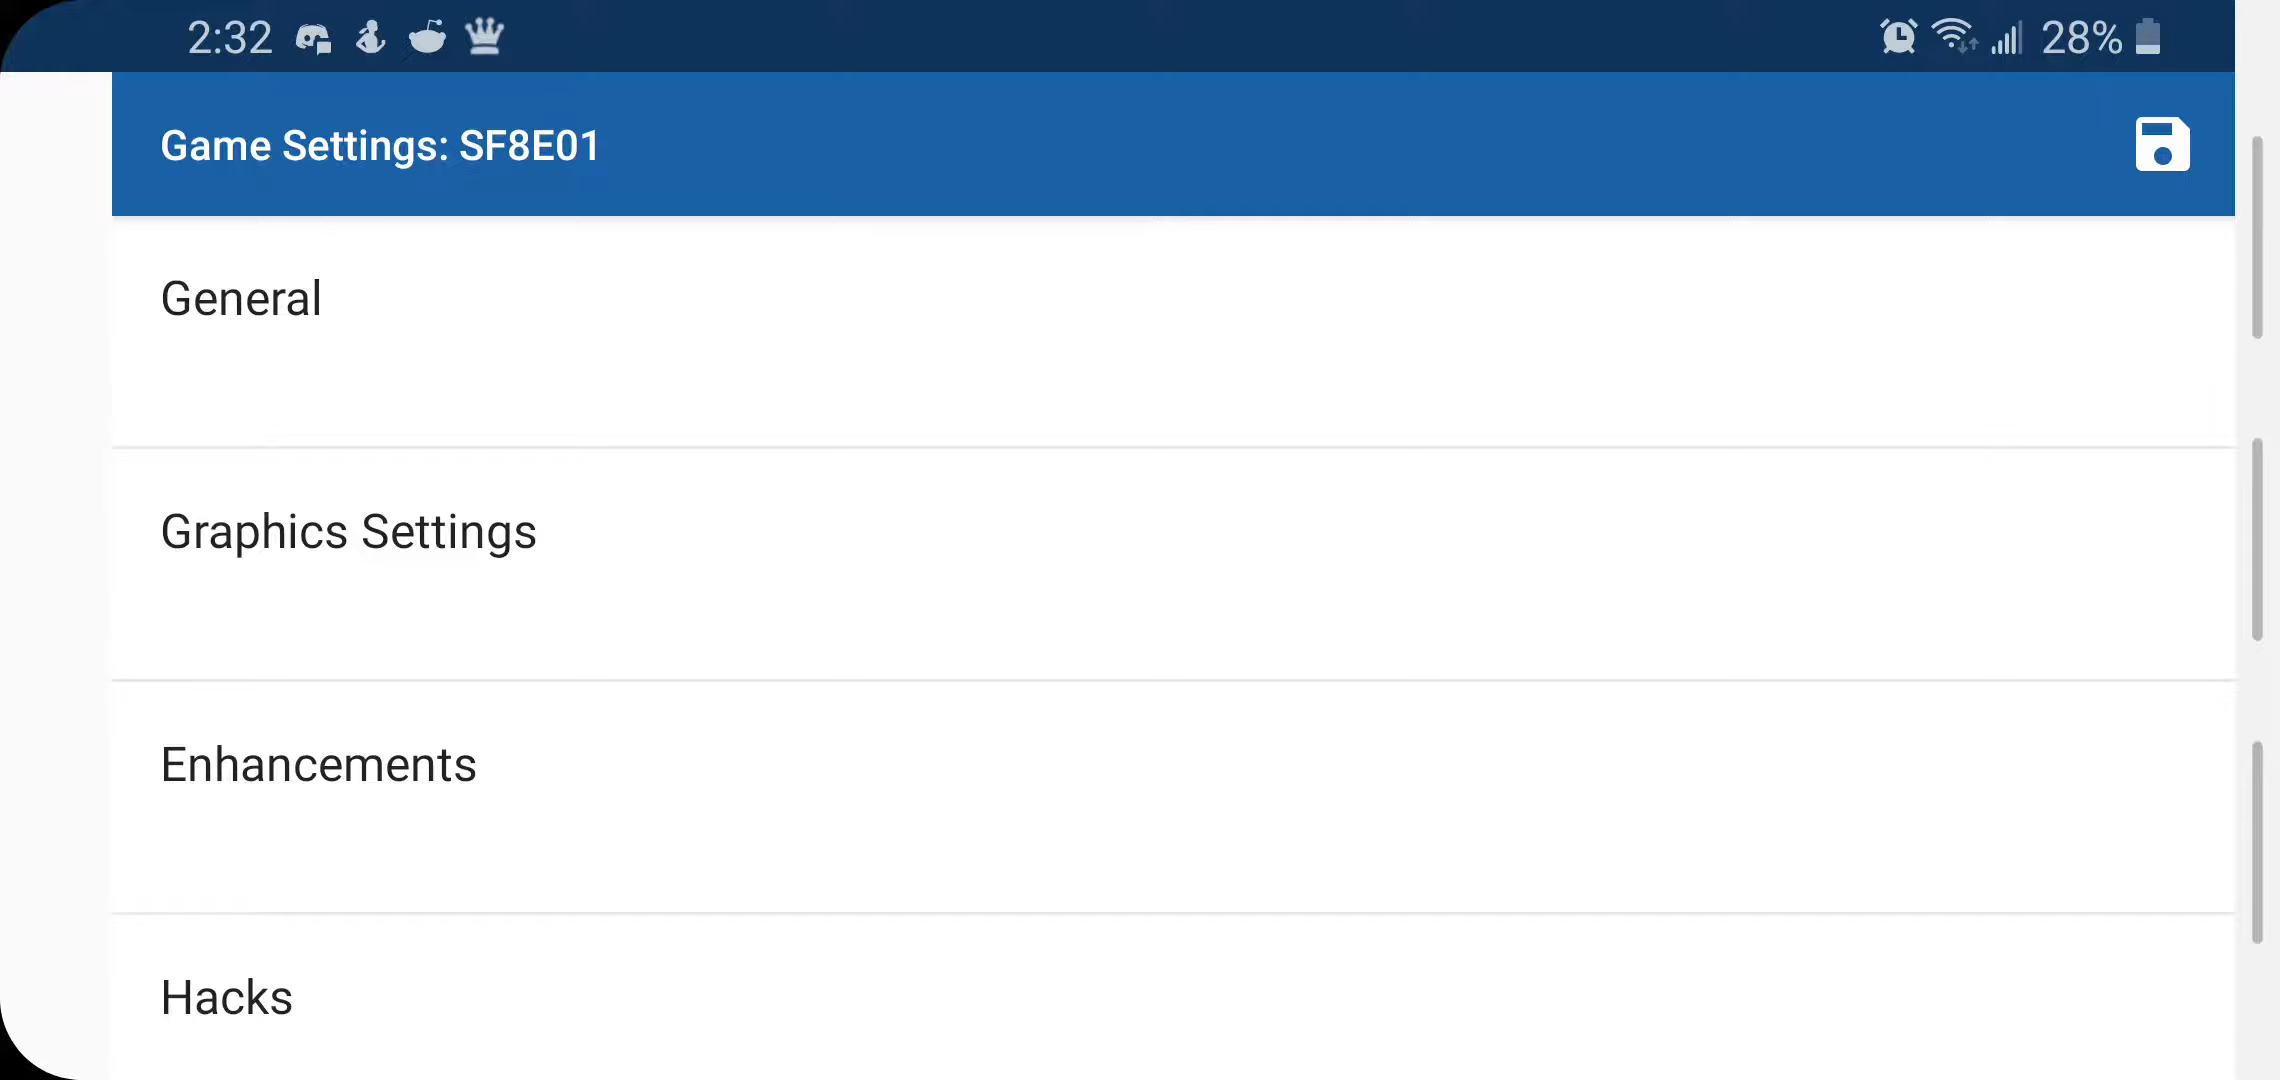 2:32 28%
Game Settings: SF8E01
General
Graphics Settings
Enhancements
Hacks